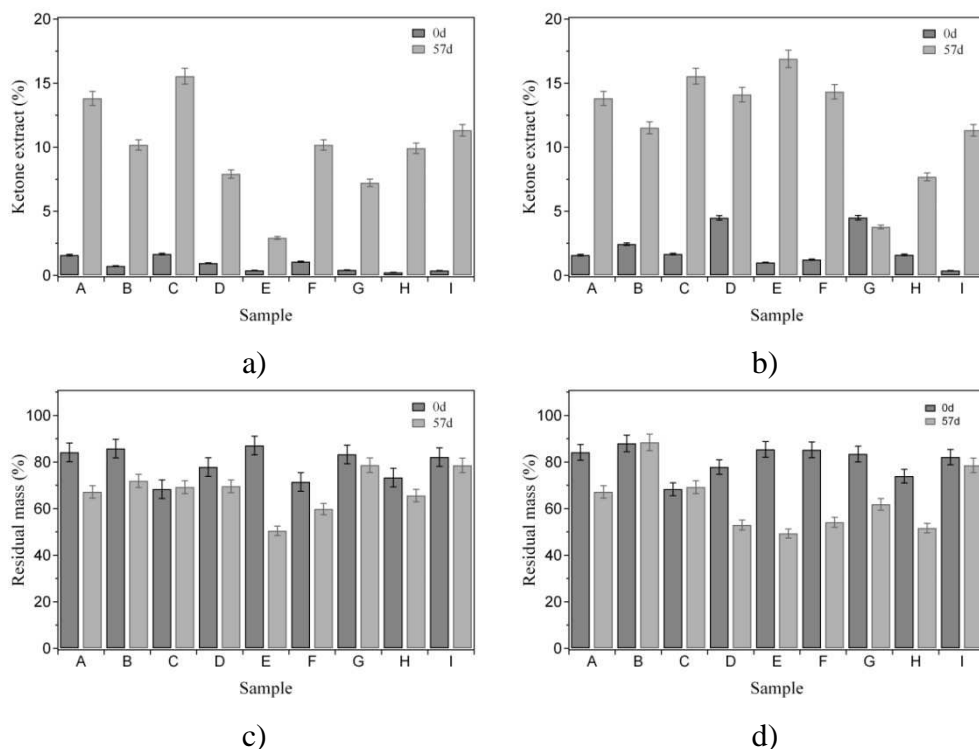 20
15
10
5
0
Ketone extract (%)
0d
57d
A B C D E F G H I
Sample
a)
20
15
10
5
0
Ketone extract (%)
0d
57d
A B C D E F G H I
Sample
b)
100
80
60
40
20
0
Residual mass (%)
0d
57d
A B C D E F G H I
Sample
c)
100
80
60
40
20
0
Residual mass (%)
0d
57d
A B C D E F G H I
Sample
d)